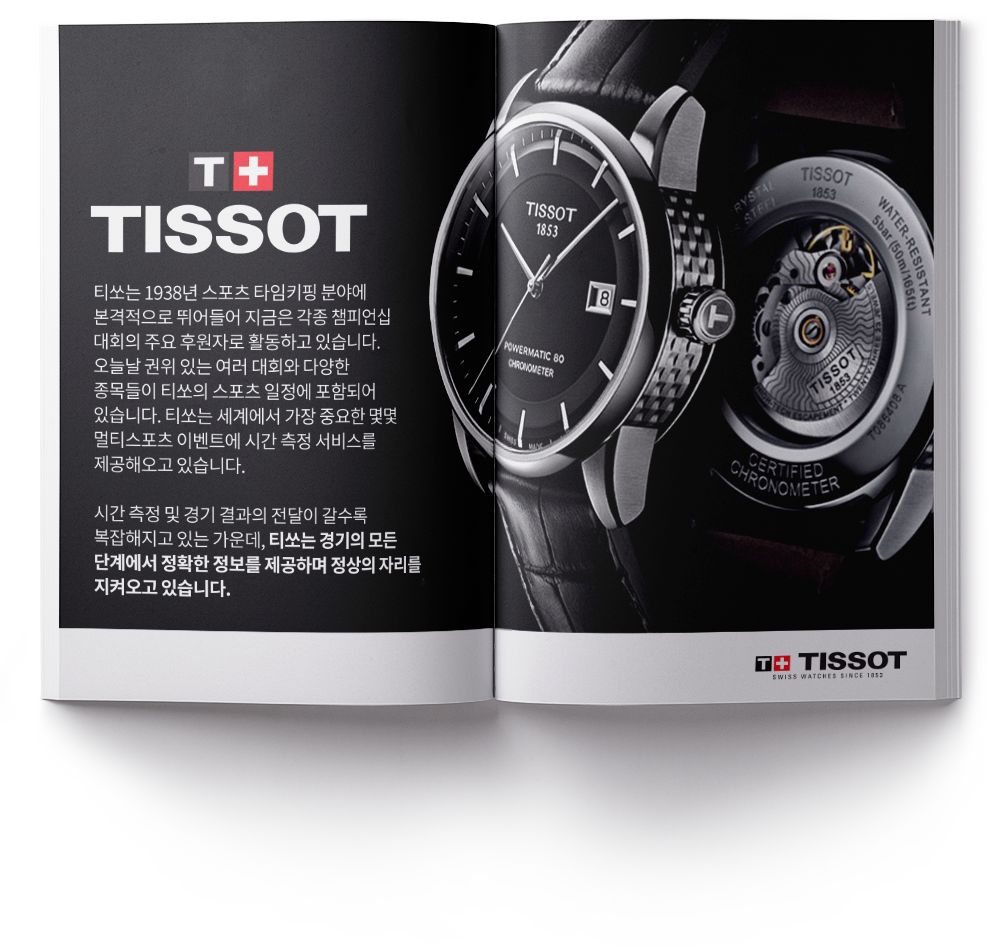 T+
TISSOT
티쏘는 1938년 스포츠 타임키핑 분야에
본격적으로 뛰어들어 지금은 각종 챔피언십
대회의 주요 후원자로 활동하고 있습니다.
오늘날 권위 있는 여러 대회와 다양한
종목들이 티쏘의 스포츠 일정에 포함되어
있습니다. 티쏘는 세계에서 가장 중요한 몇몇
멀티스포츠 이벤트에 시간 측정 서비스를
제공해오고 있습니다.
시간 측정 및 경기 결과의 전달이 갈수록
복잡해지고 있는 가운데, 티쏘는 경기의 모든
단계에서 정확한 정보를 제공하며 정상의 자리를
지켜오고 있습니다.
TISSOT
1853
8
POWERMATIC 80
CHRONOMETER
SWISS MADE
T
TISSOT
1853
WATER-RESISTANT
5bar (50m/165ft)
CERTIFIED
CHRONOMETER
TISSOT
1853
T+ TISSOT
SWISS WATCHES SINCE 1853